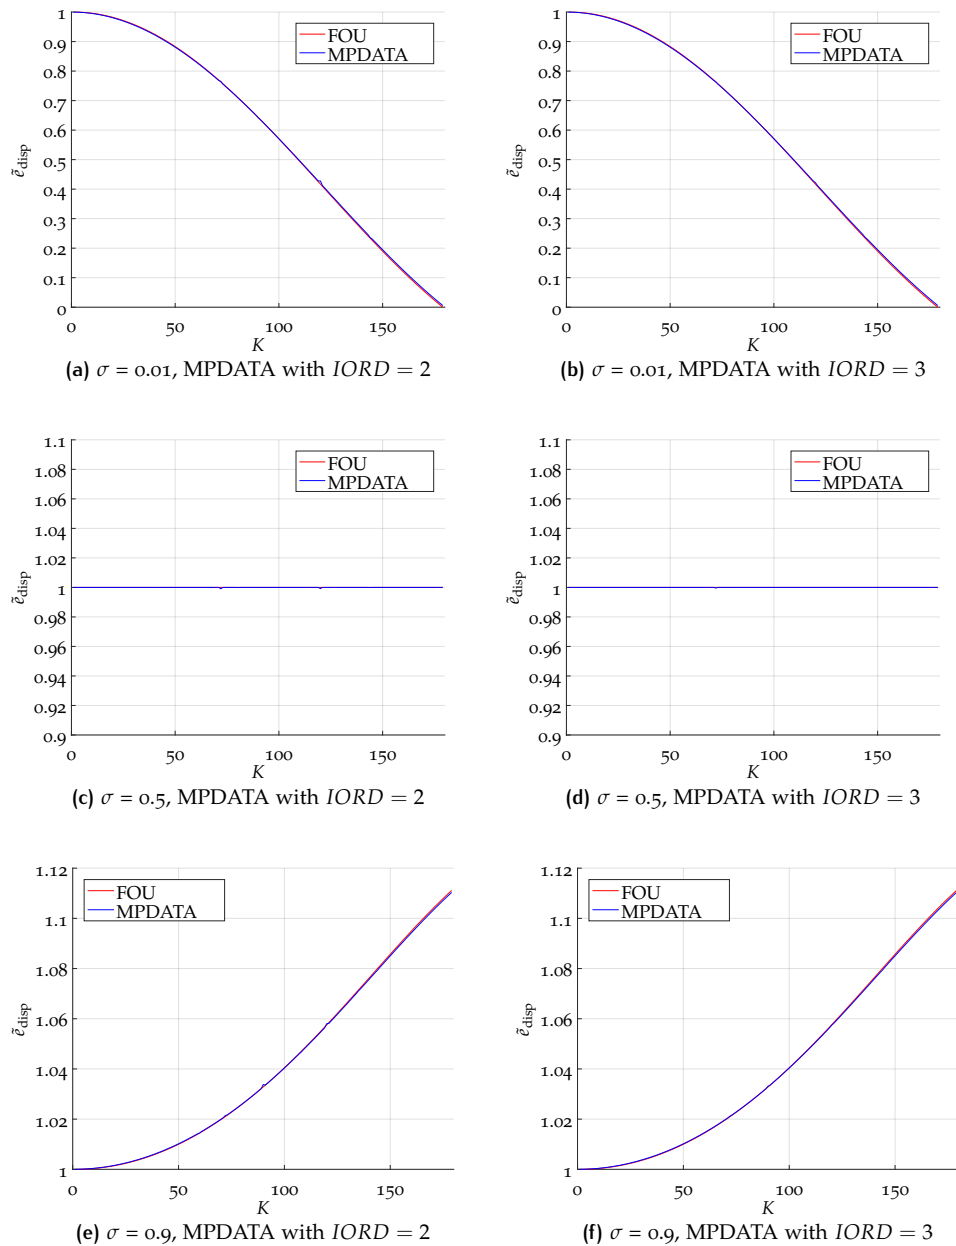 1
0.9
0.8
0.7
0.6
0.5
0.4
0.3
0.2
0.1
0
ẽdisp
FOU
MPDATA
0 50 100 150
K
(a) σ = 0.01, MPDATA with IORD = 2
1
0.9
0.8
0.7
0.6
0.5
0.4
0.3
0.2
0.1
0
ẽdisp
FOU
MPDATA
0 50 100 150
K
(b) σ = 0.01, MPDATA with IORD = 3
1.1
1.08
1.06
1.04
1.02
1
0.98
0.96
0.94
0.92
0.9
ẽdisp
FOU
MPDATA
0 50 100 150
K
(c) σ = 0.5, MPDATA with IORD = 2
1.1
1.08
1.06
1.04
1.02
1
0.98
0.96
0.94
0.92
0.9
ẽdisp
FOU
MPDATA
0 50 100 150
K
(d) σ = 0.5, MPDATA with IORD = 3
1.12
1.1
1.08
1.06
1.04
1.02
1
ẽdisp
FOU
MPDATA
0 50 100 150
K
(e) σ = 0.9, MPDATA with IORD = 2
1.12
1.1
1.08
1.06
1.04
1.02
1
ẽdisp
FOU
MPDATA
0 50 100 150
K
(f) σ = 0.9, MPDATA with IORD = 3